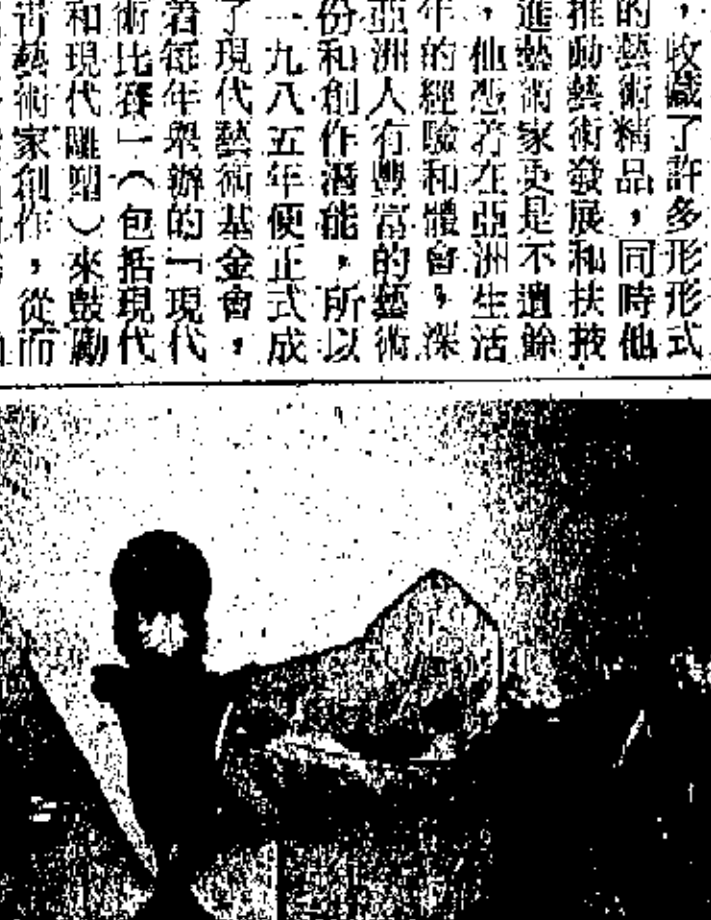 ，收藏了許多形形式
的藝術精品，同時他
推動藝術發展和扶掖
進藝術家更是不遺餘
，他憑着在亞洲生活
年的經驗和體會，深
亞洲人有豐富的藝術
份和創作潛能，所以
一九八五年便正式成
了現代藝術基金會，
着每年舉辦的「現代
術比賽」（包括現代
和現代雕塑）來鼓勵
青藝術家創作，從而